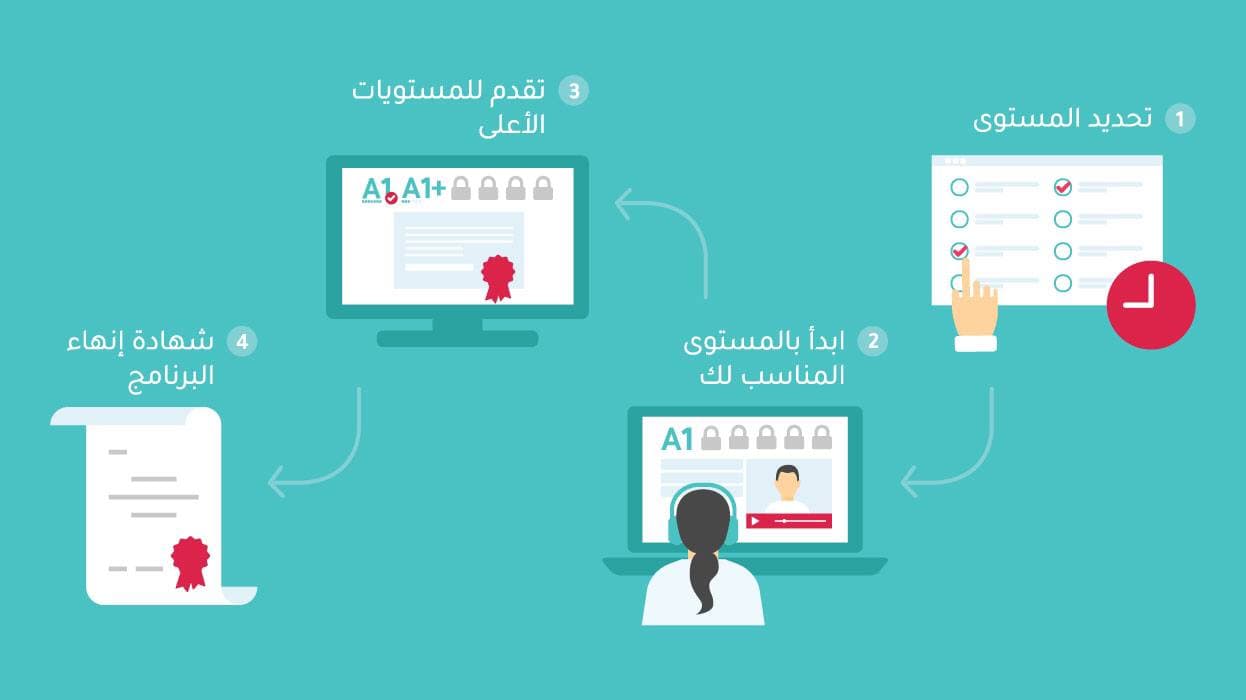 1 تحديد المستوى
2 ابدأ بالمستوى
المناسب لك
A1
3 تقدم للمستويات
الأعلى
A1 A1+
4 شهادة إنهاء
البرنامج